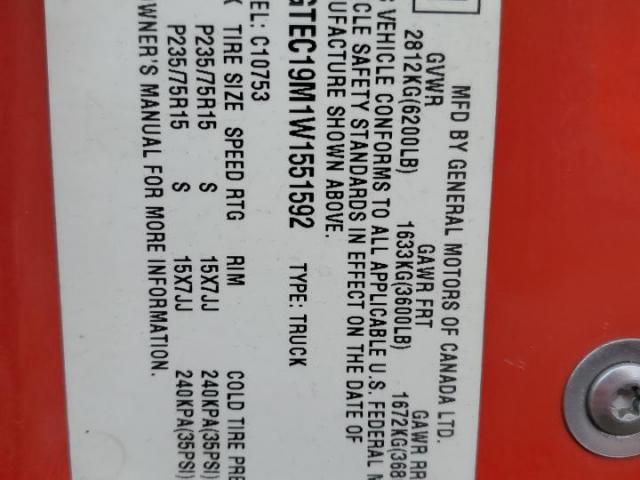 MFD BY GENERAL MOTORS OF CANADA LTD.
GVWR GAWR FRT GAWR RR
2812KG(6200LB) 1633KG(3600LB) 1672KG(368
VEHICLE CONFORMS TO ALL APPLICABLE U.S. FEDERAL
CLE SAFETY STANDARDS IN EFFECT ON THE DATE OF
UFACTURE SHOWN ABOVE.
GTEC19M1W1551592 TYPE: TRUCK
EL: C10753
TIRE SIZE SPEED RTG RIM COLD TIRE PRE
P235/75R15 S 15X7JJ 240KPA(35PSI)
P235/75R15 S 15X7JJ 240KPA(35PSI)
OWNER'S MANUAL FOR MORE INFORMATION.